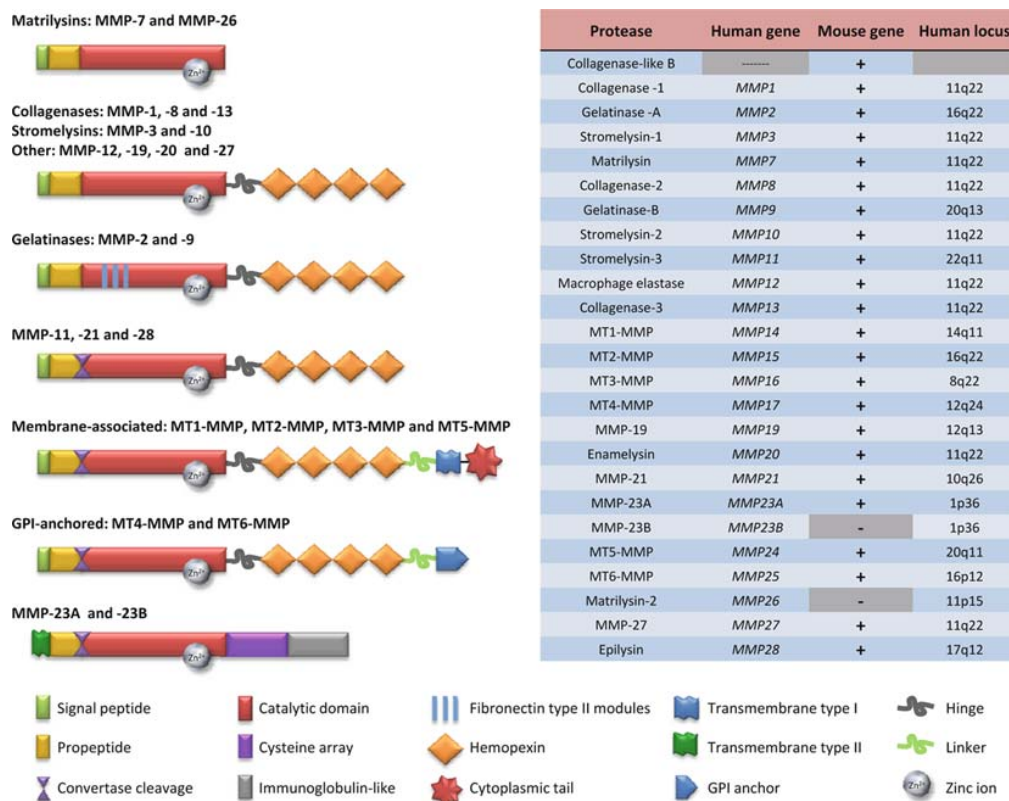 Matrilysins: MMP-7 and MMP-26
Zn²⁺
Collagenases: MMP-1, -8 and -13
Stromelysins: MMP-3 and -10
Other: MMP-12, -19, -20 and -27
Zn²⁺
Gelatinases: MMP-2 and -9
Zn²⁺
MMP-11, -21 and -28
Zn²⁺
Membrane-associated: MT1-MMP, MT2-MMP, MT3-MMP and MT5-MMP
Zn²⁺
GPI-anchored: MT4-MMP and MT6-MMP
Zn²⁺
MMP-23A and -23B
Zn²⁺
Protease Human gene Mouse gene Human locus
Collagenase-like B ------- +
Collagenase -1 MMP1 + 11q22
Gelatinase -A MMP2 + 16q22
Stromelysin-1 MMP3 + 11q22
Matrilysin MMP7 + 11q22
Collagenase-2 MMP8 + 11q22
Gelatinase-B MMP9 + 20q13
Stromelysin-2 MMP10 + 11q22
Stromelysin-3 MMP11 + 22q11
Macrophage elastase MMP12 + 11q22
Collagenase-3 MMP13 + 11q22
MT1-MMP MMP14 + 14q11
MT2-MMP MMP15 + 16q22
MT3-MMP MMP16 + 8q22
MT4-MMP MMP17 + 12q24
MMP-19 MMP19 + 12q13
Enamelysin MMP20 + 11q22
MMP-21 MMP21 + 10q26
MMP-23A MMP23A + 1p36
MMP-23B MMP23B - 1p36
MT5-MMP MMP24 + 20q11
MT6-MMP MMP25 + 16p12
Matrilysin-2 MMP26 - 11p15
MMP-27 MMP27 + 11q22
Epilysin MMP28 + 17q12
Signal peptide Catalytic domain Fibronectin type II modules Transmembrane type I Hinge
Propeptide Cysteine array Hemopexin Transmembrane type II Linker
Convertase cleavage Immunoglobulin-like Cytoplasmic tail GPI anchor Zn²⁺ Zinc ion